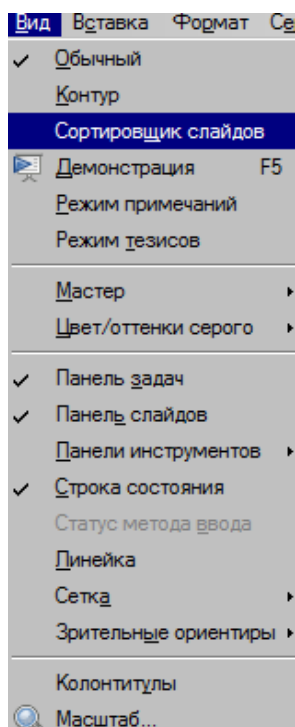 Вид Вставка Формат Се
Обычный
Контур
Сортировщик слайдов
Демонстрация F5
Режим примечаний
Режим тезисов
Мастер
Цвет/оттенки серого
Панель задач
Панель слайдов
Панели инструментов
Строка состояния
Статус метода ввода
Линейка
Сетка
Зрительные ориентиры
Колонтитулы
Масштаб...